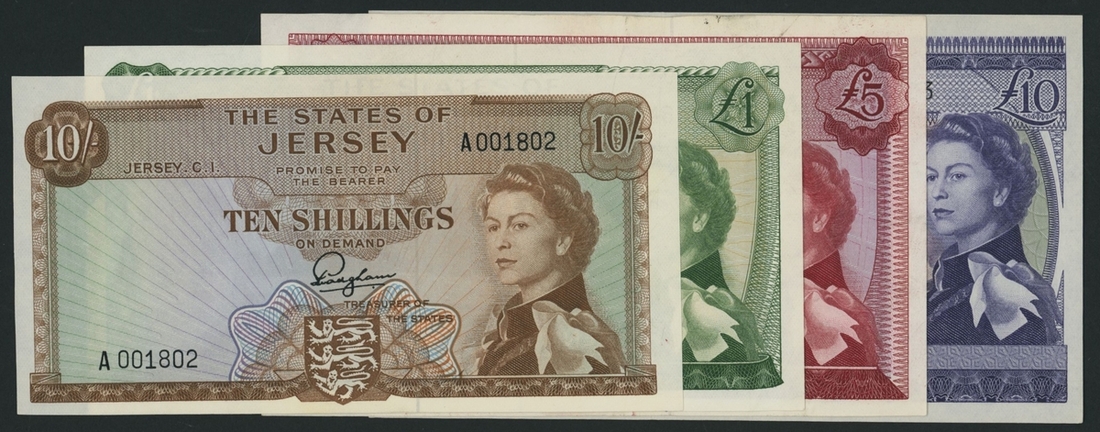 10/-
THE STATES OF
JERSEY
A 001802
10/-
JERSEY. C.I.
PROMISE TO PAY
THE BEARER
TEN SHILLINGS
ON DEMAND
TREASURER OF
THE STATES
A 001802
£1
£5
3
£10